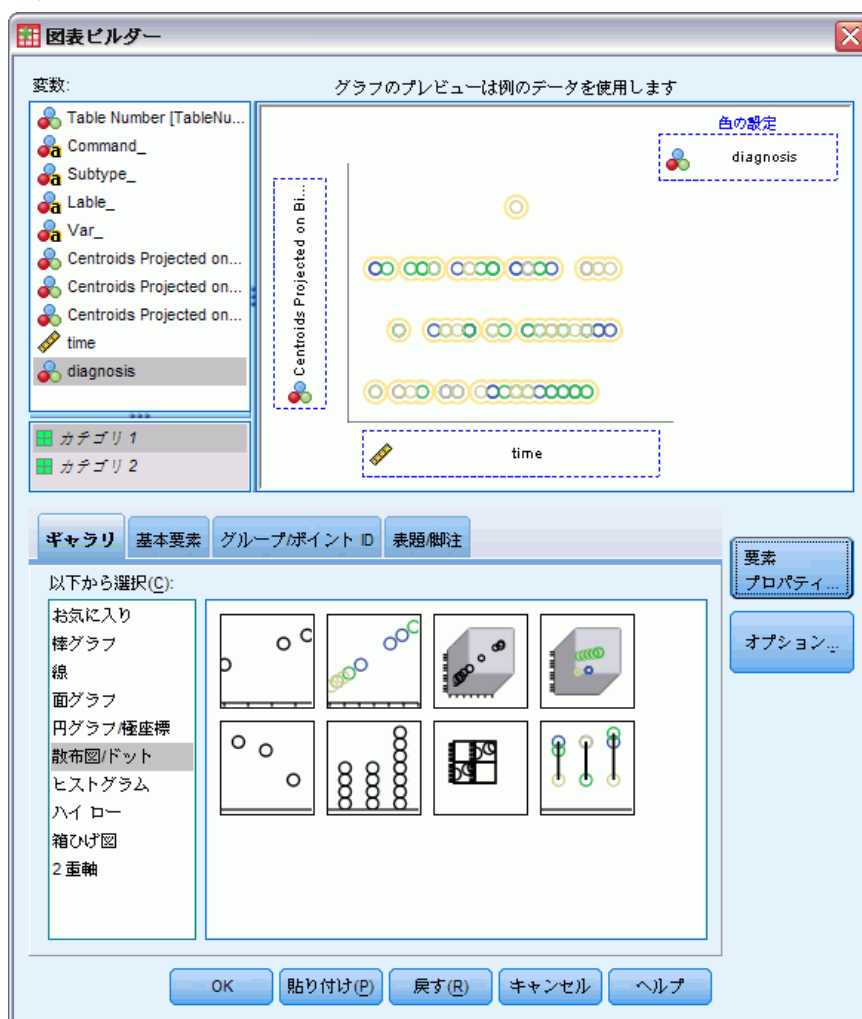 図表ビルダー
変数:
グラフのプレビューは例のデータを使用します
Table Number [TableNu...
Command_
Subtype_
Lable_
Var_
Centroids Projected on...
Centroids Projected on...
Centroids Projected on...
time
diagnosis
カテゴリ 1
カテゴリ 2
色の設定
diagnosis
Centroids Projected on Bi...
time
ギャラリ
基本要素
グループ/ポイント ID
表題/脚注
以下から選択(C):
お気に入り
棒グラフ
線
面グラフ
円グラフ/極座標
散布図/ドット
ヒストグラム
ハイ ロー
箱ひげ図
2 重軸
要素
プロパティ...
オプション...
OK
貼り付け(P)
戻す(R)
キャンセル
ヘルプ